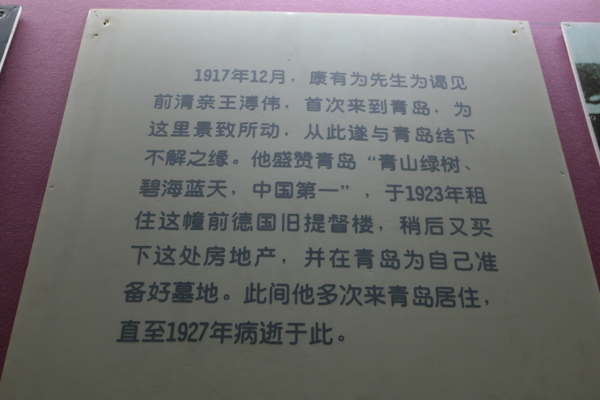 1917年12月，康有为先生为谒见
前清亲王溥伟，首次来到青岛，为
这里景致所动，从此遂与青岛结下
不解之缘。他盛赞青岛“青山绿树、
碧海蓝天，中国第一”，于1923年租
住这幢前德国旧提督楼，稍后又买
下这处房地产，并在青岛为自己准
备好墓地。此间他多次来青岛居住，
直至1927年病逝于此。